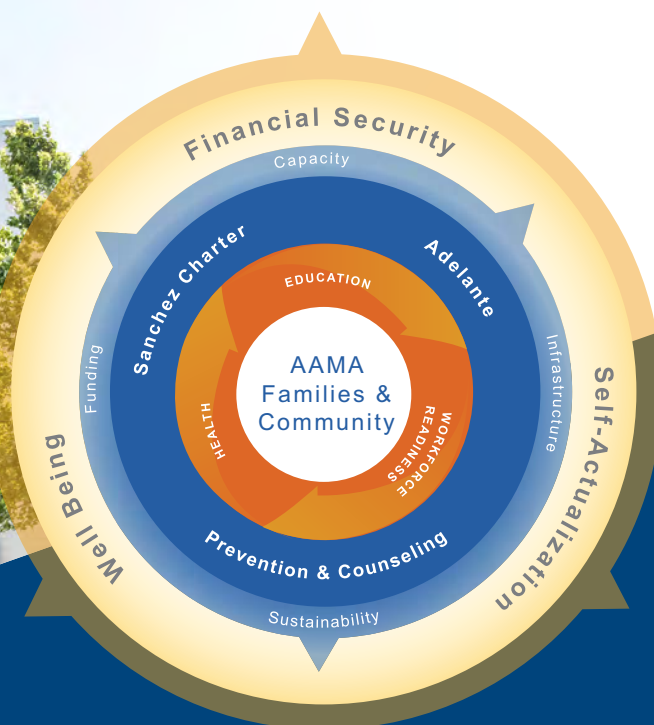 Financial Security
Capacity
Sanchez Charter
Adelante
EDUCATION
AAMA
Families &
Community
HEALTH
WORKFORCE
READINESS
Funding
Infrastructure
Well Being
Self-Actualization
Prevention & Counseling
Sustainability